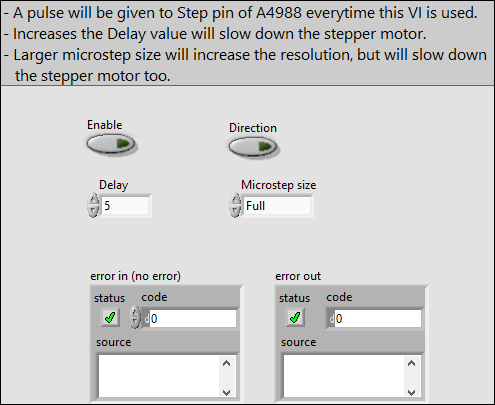 - A pulse will be given to Step pin of A4988 everytime this VI is used.
- Increases the Delay value will slow down the stepper motor.
- Larger microstep size will increase the resolution, but will slow down
the stepper motor too.
Enable
Direction
Delay
Microstep size
5
Full
error in (no error)
error out
status code
status code
d0
d0
source
source